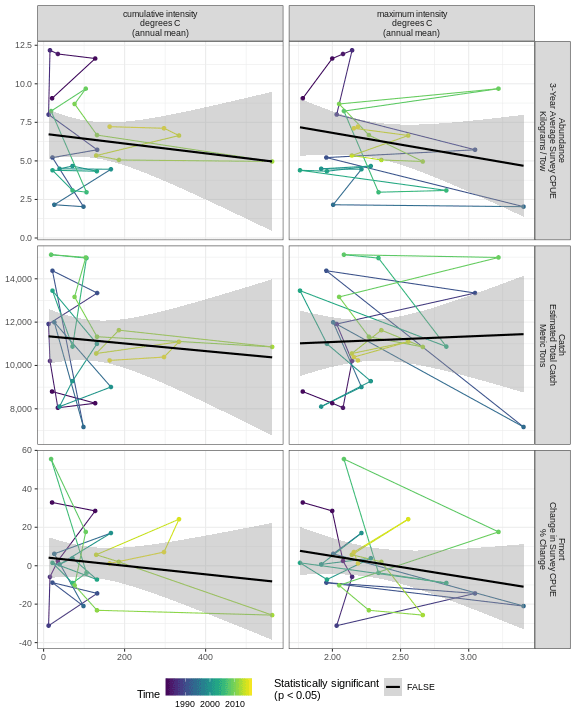 cumulative intensity
degrees C
(annual mean)
maximum intensity
degrees C
(annual mean)
12.5
10.0
7.5
5.0
2.5
0.0
Abundance
3-Year Average Survey CPUE
Kilograms / Tow
14,000
12,000
10,000
8,000
Catch
Estimated Total Catch
Metric Tons
60
40
20
0
-20
-40
Fmort
Change in Survey CPUE
% Change
0
200
400
2.00
2.50
3.00
Time
1990 2000 2010
Statistically significant
(p < 0.05)
FALSE